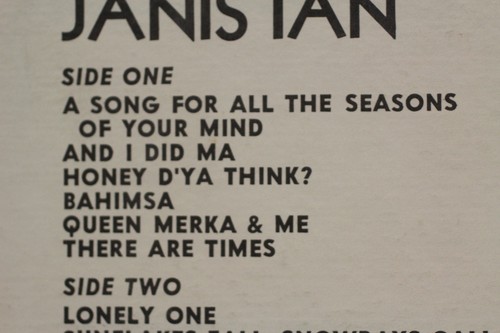 JANIS IAN
SIDE ONE
A SONG FOR ALL THE SEASONS
OF YOUR MIND
AND I DID MA
HONEY D'YA THINK?
BAHIMSA
QUEEN MERKA & ME
THERE ARE TIMES
SIDE TWO
LONELY ONE